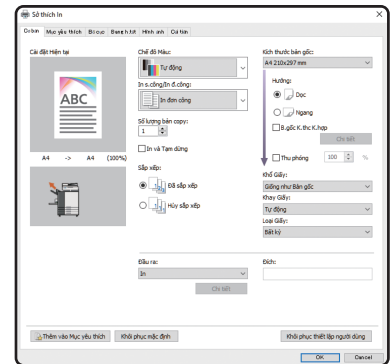 Sở thích In
Cơ bản Mục yêu thích Bố cục Hình ảnh Cài tiến
Cài đặt Hiện tại
ABC
A4 -> A4 (100%)
Chế độ Màu:
Tự động
In s.công/In đ.công:
In đơn công
Số lượng bản copy:
1
In và Tạm dừng
Sắp xếp:
Đã sắp xếp
Hủy sắp xếp
Kích thước bản gốc:
A4 210x297 mm
Hướng:
Dọc
Ngang
B.gốc K.thc K.hợp
Chi tiết
Thu phóng 100 %
Khổ Giấy:
Giống như Bản gốc
Khay Giấy:
Tự động
Loại Giấy:
Bất kỳ
Đầu ra:
In
Chi tiết
Đích:
Thêm vào Mục yêu thích Khôi phục mặc định Khôi phục thiết lập người dùng
OK Cancel